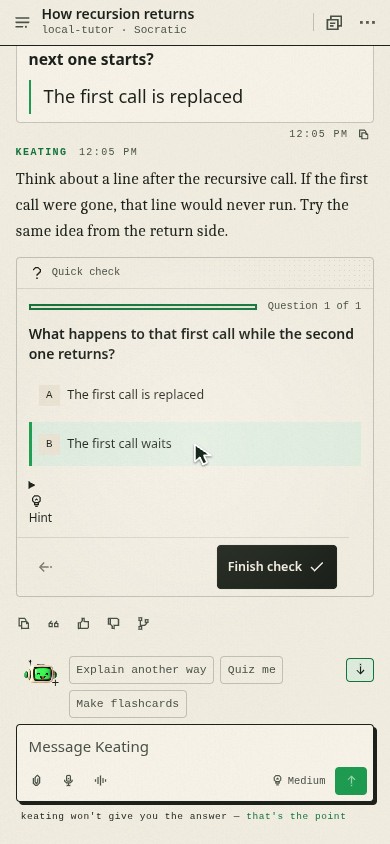 How recursion returns
local-tutor · Socratic
next one starts?
The first call is replaced
12:05 PM
KEATING 12:05 PM
Think about a line after the recursive call. If the first
call were gone, that line would never run. Try the
same idea from the return side.
? Quick check
Question 1 of 1
What happens to that first call while the second
one returns?
A The first call is replaced
B The first call waits
Hint
Finish check
Explain another way Quiz me
Make flashcards
Message Keating
Medium
keating won't give you the answer — that's the point